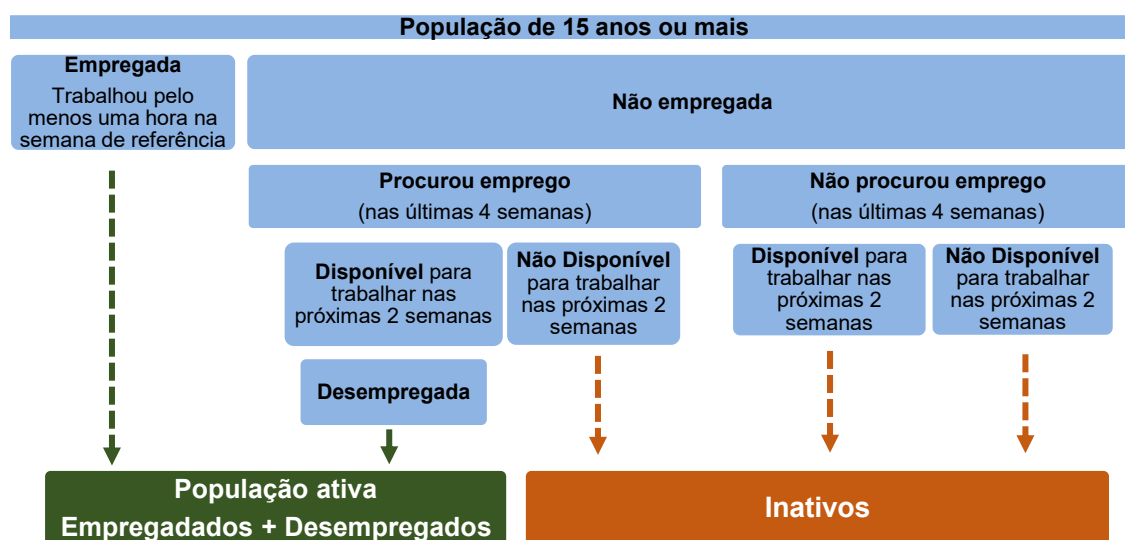 População de 15 anos ou mais
Empregada
Trabalhou pelo
menos uma hora na
semana de referência
Não empregada
Procurou emprego
(nas últimas 4 semanas)
Não procurou emprego
(nas últimas 4 semanas)
Disponível para
trabalhar nas
próximas 2 semanas
Não Disponível
para trabalhar
nas próximas 2
semanas
Disponível para
trabalhar nas
próximas 2
semanas
Não Disponível
para trabalhar
nas próximas 2
semanas
Desempregada
População ativa
Empregadados + Desempregados
Inativos